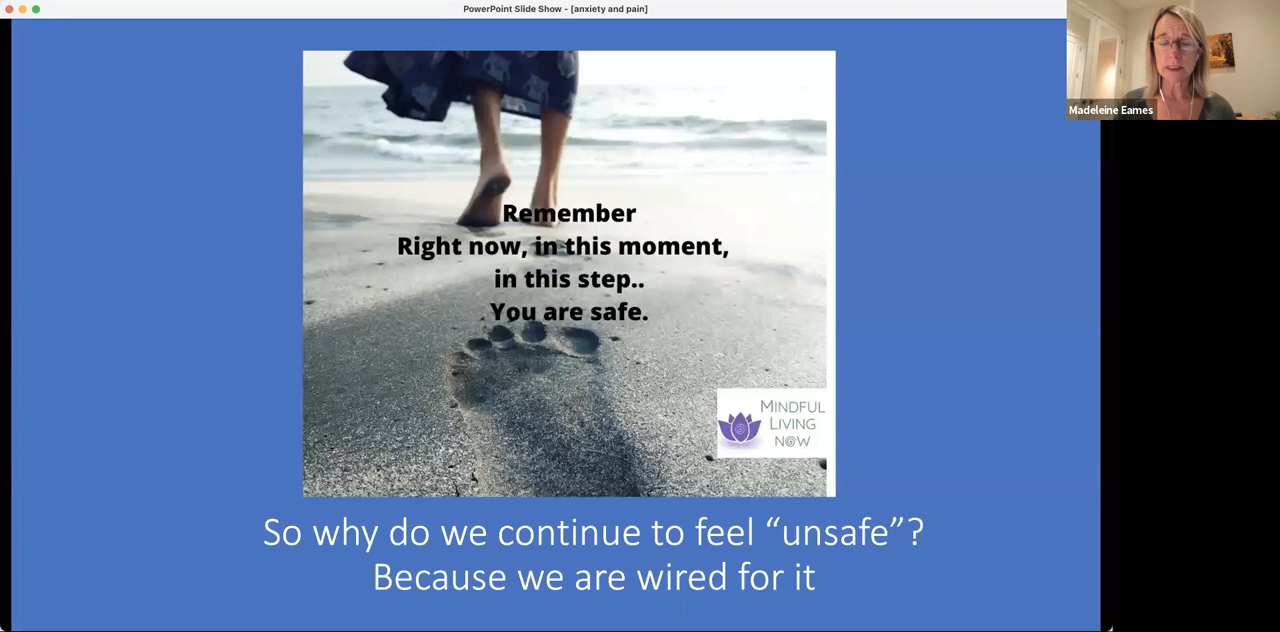 PowerPoint Slide Show - [anxiety and pain]
Madeleine Eames
Remember
Right now, in this moment,
in this step..
You are safe.
MINDFUL
LIVING
N@W
So why do we continue to feel “unsafe”?
Because we are wired for it